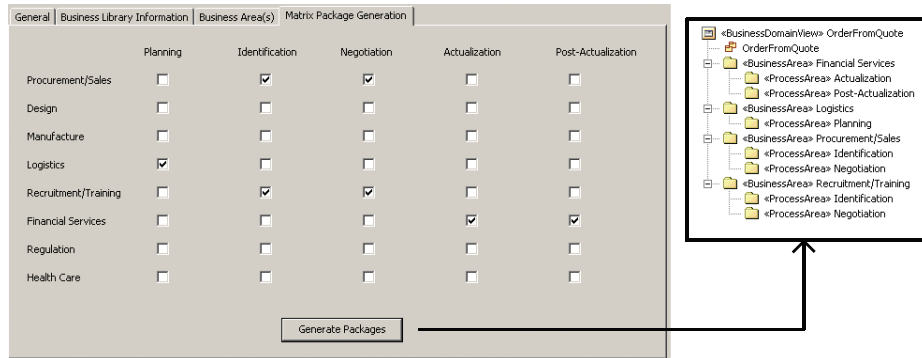 General Business Library Information Business Area(s) Matrix Package Generation
Planning Identification Negotiation Actualization Post-Actualization
Procurement/Sales
Design
Manufacture
Logistics
Recruitment/Training
Financial Services
Regulation
Health Care
Generate Packages
«BusinessDomainView» OrderFromQuote
OrderFromQuote
«BusinessArea» Financial Services
«ProcessArea» Actualization
«ProcessArea» Post-Actualization
«BusinessArea» Logistics
«ProcessArea» Planning
«BusinessArea» Procurement/Sales
«ProcessArea» Identification
«ProcessArea» Negotiation
«BusinessArea» Recruitment/Training
«ProcessArea» Identification
«ProcessArea» Negotiation